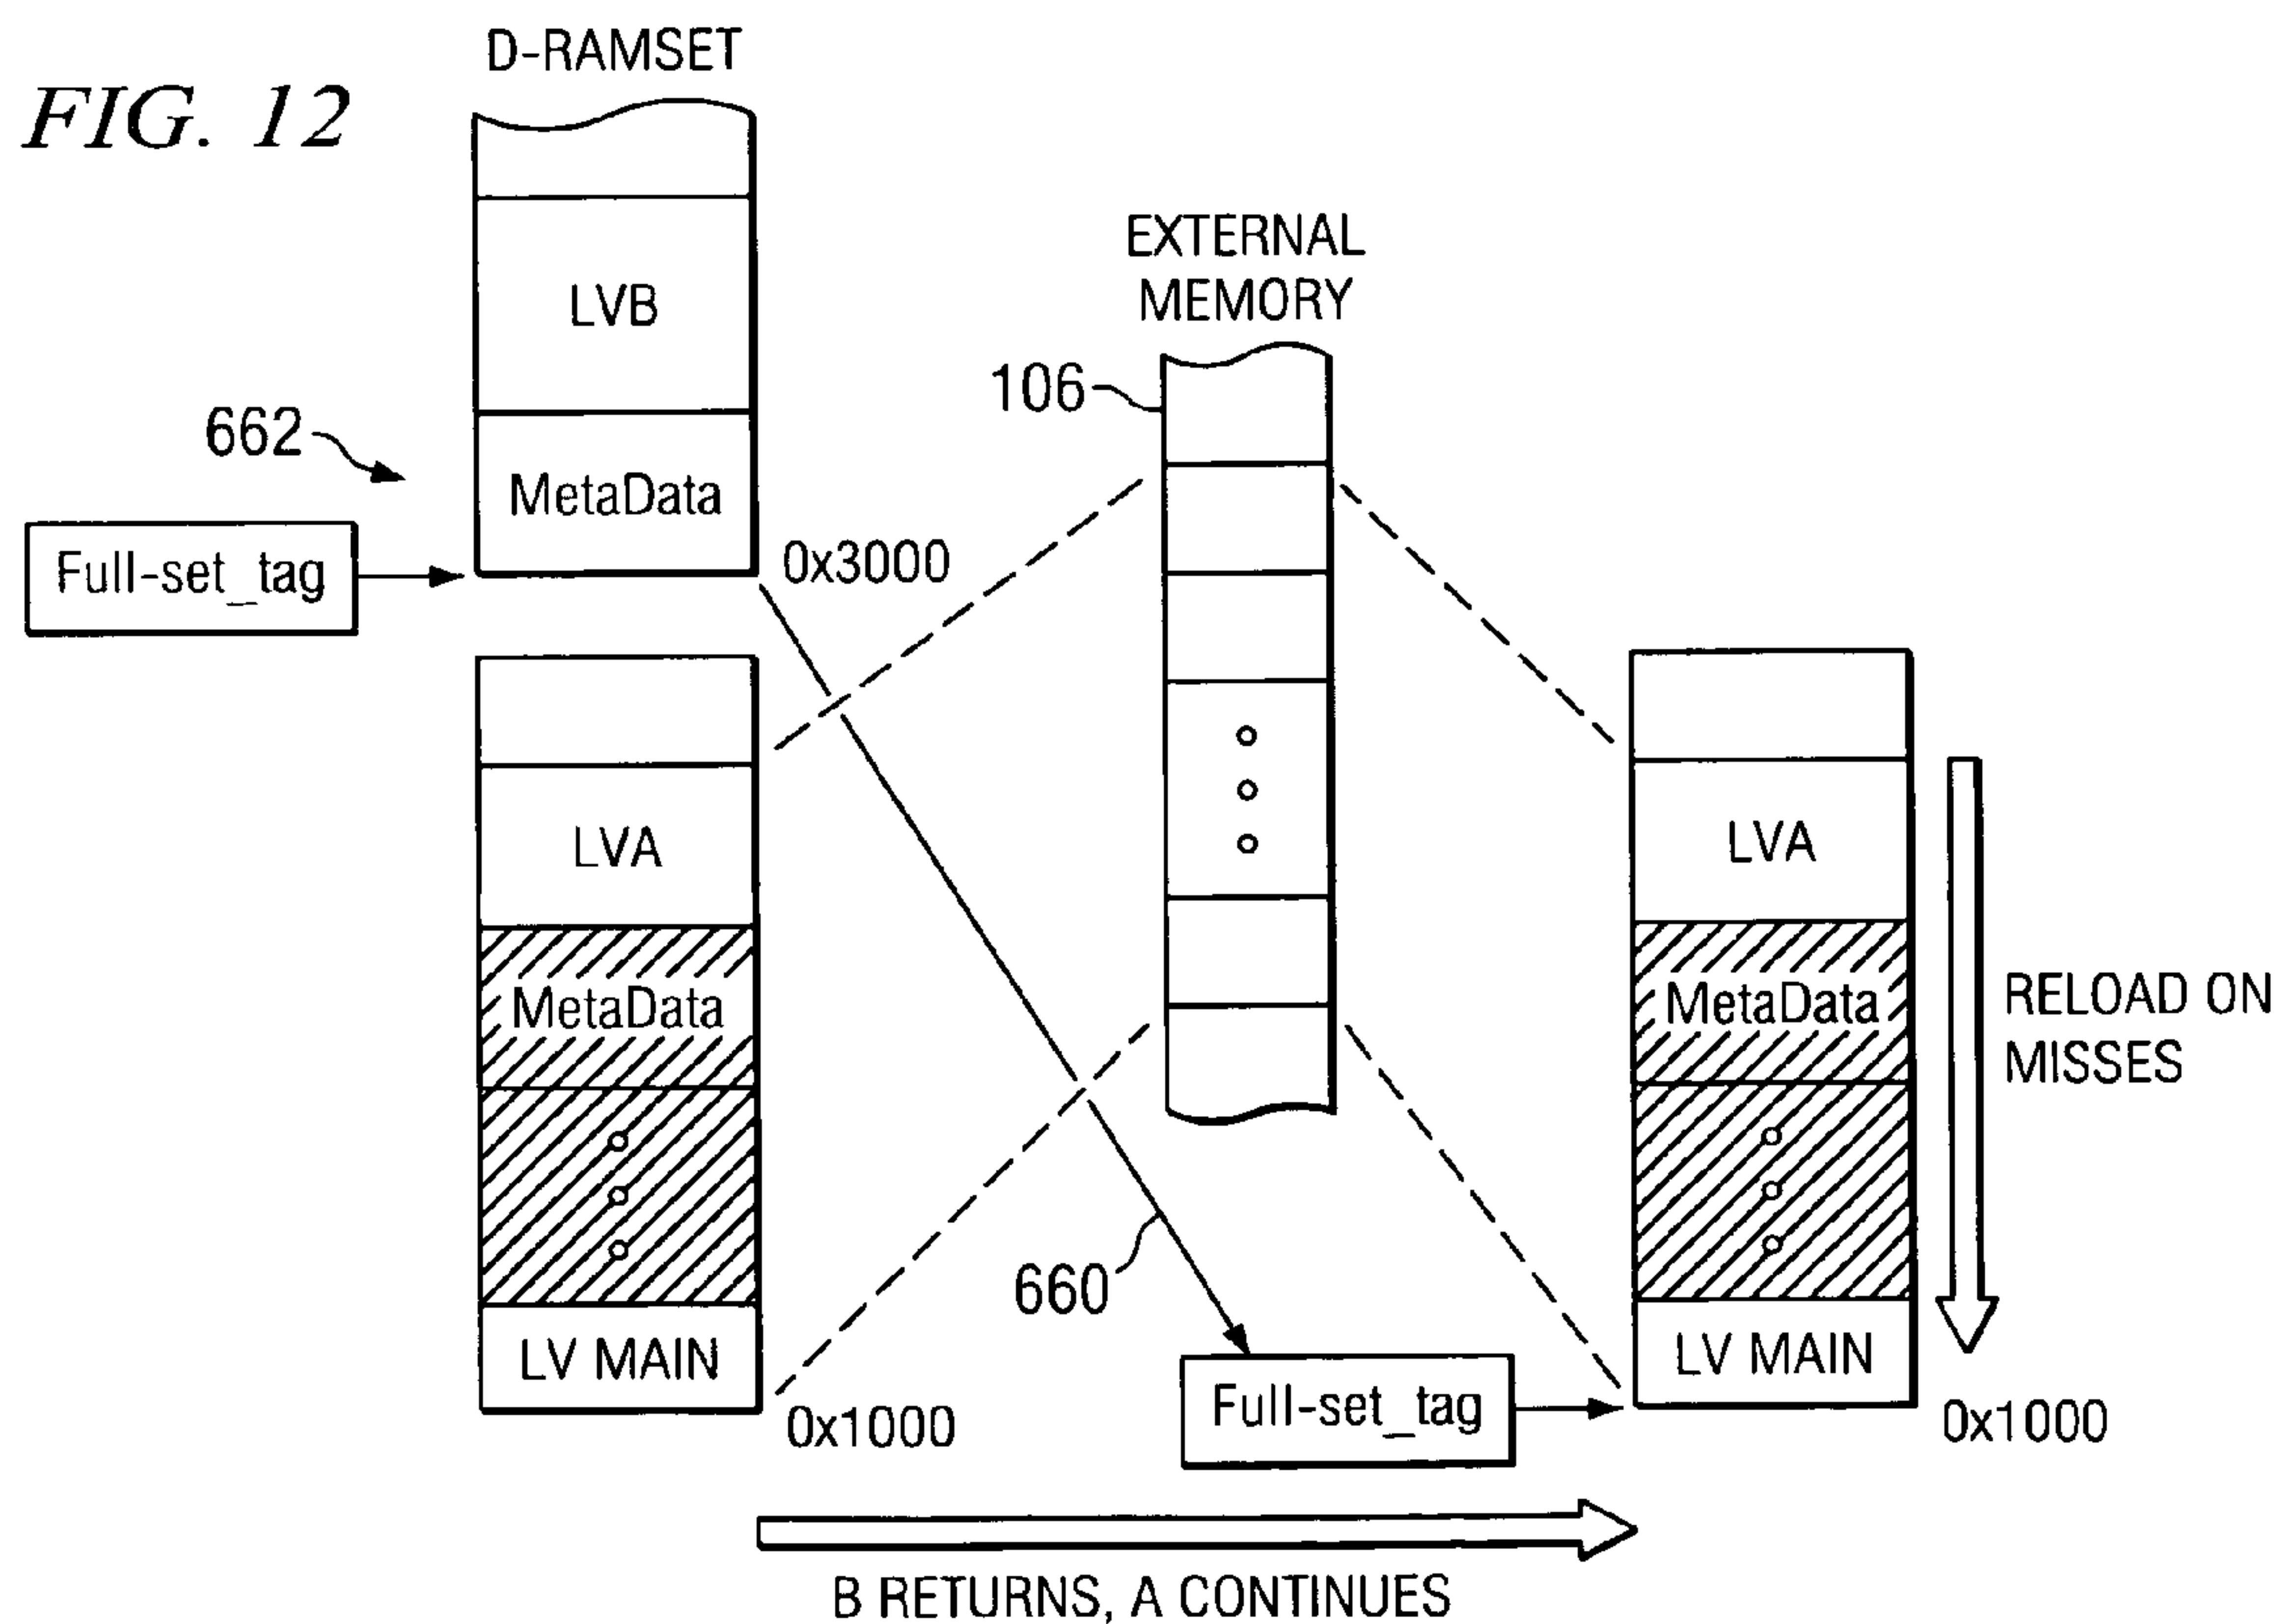 FIG. 12
D-RAMSET
LVB
662
MetaData
Full-set_tag
0x3000
LVA
MetaData
LV MAIN
0x1000
EXTERNAL
MEMORY
106
660
Full-set_tag
LVA
MetaData
LV MAIN
0x1000
RELOAD ON
MISSES
B RETURNS, A CONTINUES